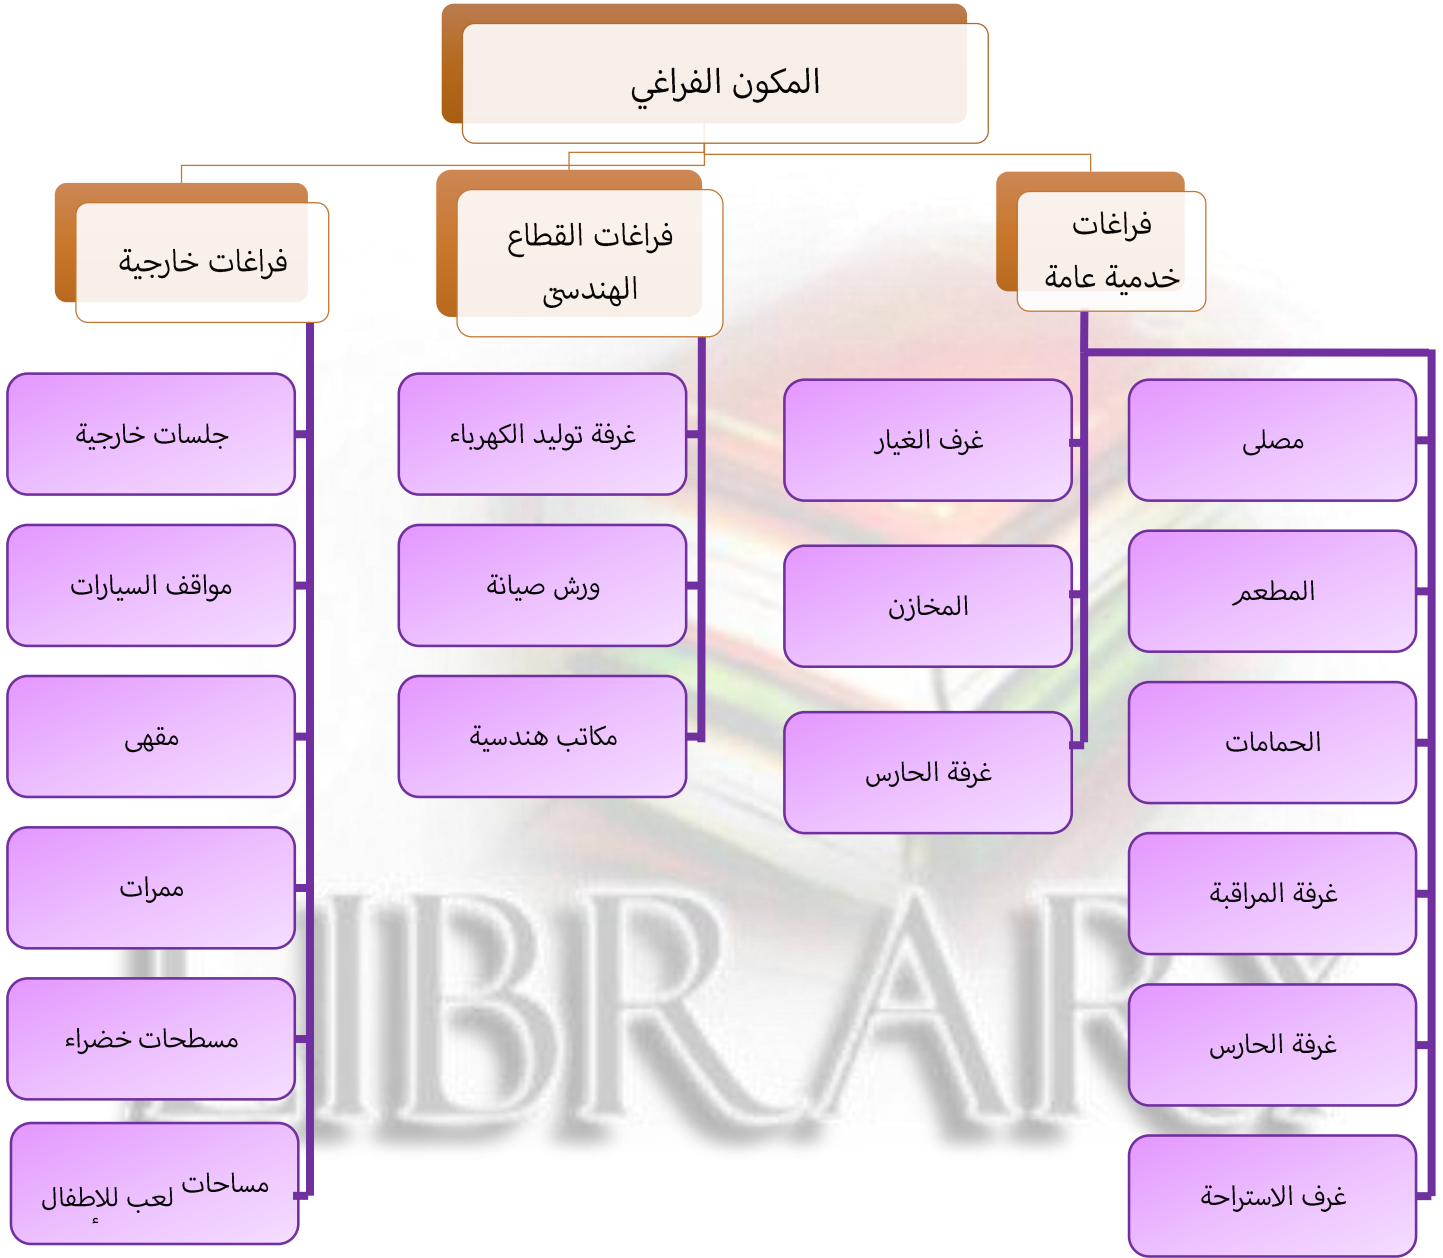 المكون الفراغي
فراغات
خدمية عامة
فراغات القطاع
الهندسي
فراغات خارجية
مصلى
المطعم
الحمامات
غرفة المراقبة
غرفة الحارس
غرف الاستراحة
غرف الغيار
المخازن
غرفة الحارس
غرفة توليد الكهرباء
ورش صيانة
مكاتب هندسية
جلسات خارجية
مواقف السيارات
مقهى
ممرات
مسطحات خضراء
مساحات لعب للإطفال
LIBRARY